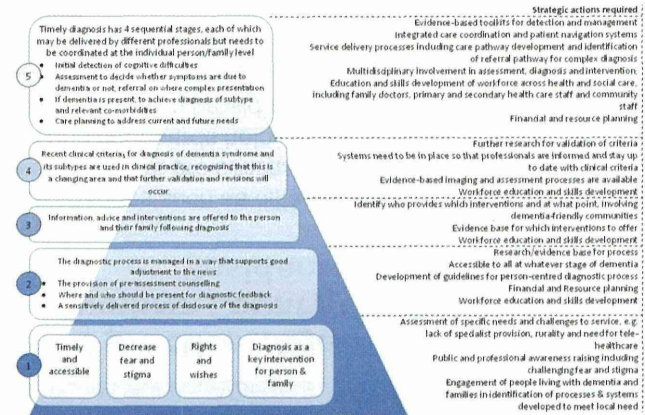 Strategic actions required
Timely diagnosis has 4 sequential stages, each of which
may be delivered by different professionals but needs to
be coordinated at the individual person/family level
• Initial detection of cognitive difficulties
• Assessment to decide whether symptoms are due to
dementia or not, referral on where complex presentation
• If dementia is present, to achieve diagnosis of subtype
and relevant co-morbidities
• Care planning to address current and future needs
5
Evidence-based toolkits for detection and management
Integrated care coordination and patient navigation systems
Service delivery processes including care pathway development and identification
of referral pathway for complex diagnosis
Multidisciplinary involvement in assessment, diagnosis and intervention.
Education and skills development of workforce across health and social care,
including family doctors, primary and secondary health care staff and community
staff
Financial and resource planning
Recent clinical criteria for diagnosis of dementia syndrome and
its subtypes are used in clinical practice, recognising that this is
a changing area and that further validation and revisions will
occur
4
Further research for validation of criteria
Systems need to be in place so that professionals are informed and stay up
to date with clinical criteria
Evidence-based imaging and assessment processes are available
Workforce education and skills development
Information, advice and interventions are offered to the person
and their family following diagnosis
3
Identify who provides which interventions and at what point, involving
dementia-friendly communities
Evidence base for which interventions to offer
Workforce education and skills development
The diagnostic process is managed in a way that supports good
adjustment to the news
• The provision of pre-assessment counselling
• Where and who should be present for diagnostic feedback
• A sensitively delivered process of disclosure of the diagnosis
2
Research/evidence base for process
Accessible to all at whatever stage of dementia
Development of guidelines for person-centred diagnostic process
Financial and Resource planning
Workforce education and skills development
1
Timely
and
accessible
Decrease
fear and
stigma
Rights
and
wishes
Diagnosis as a
key intervention
for person &
family
Assessment of specific needs and challenges to service, e.g.
lack of specialist provision, rurality and need for tele-
healthcare
Public and professional awareness raising including
challenging fear and stigma
Engagement of people living with dementia and
families in identification of processes & systems
developed to meet local need